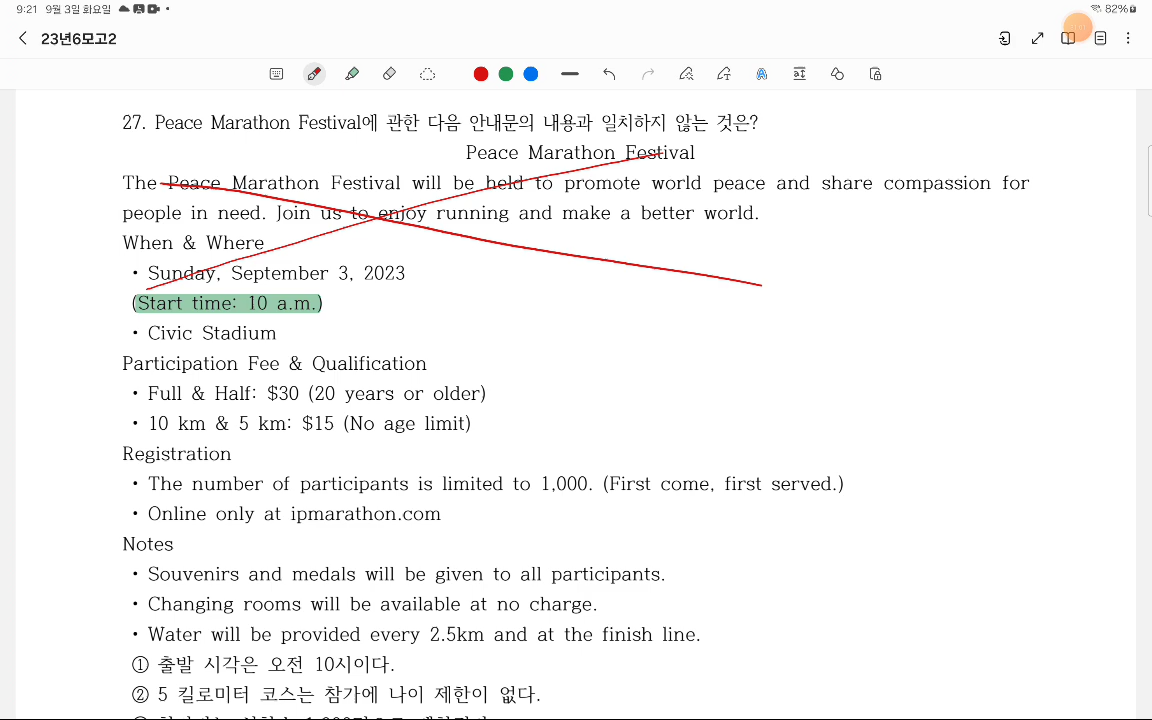 9:21 9월 3일 화요일
82%
23년6모고2
27. Peace Marathon Festival에 관한 다음 안내문의 내용과 일치하지 않는 것은?
Peace Marathon Festival
The Peace Marathon Festival will be held to promote world peace and share compassion for
people in need. Join us to enjoy running and make a better world.
When & Where
• Sunday, September 3, 2023
(Start time: 10 a.m.)
• Civic Stadium
Participation Fee & Qualification
• Full & Half: $30 (20 years or older)
• 10 km & 5 km: $15 (No age limit)
Registration
• The number of participants is limited to 1,000. (First come, first served.)
• Online only at ipmarathon.com
Notes
• Souvenirs and medals will be given to all participants.
• Changing rooms will be available at no charge.
• Water will be provided every 2.5km and at the finish line.
① 출발 시각은 오전 10시이다.
② 5 킬로미터 코스는 참가에 나이 제한이 없다.